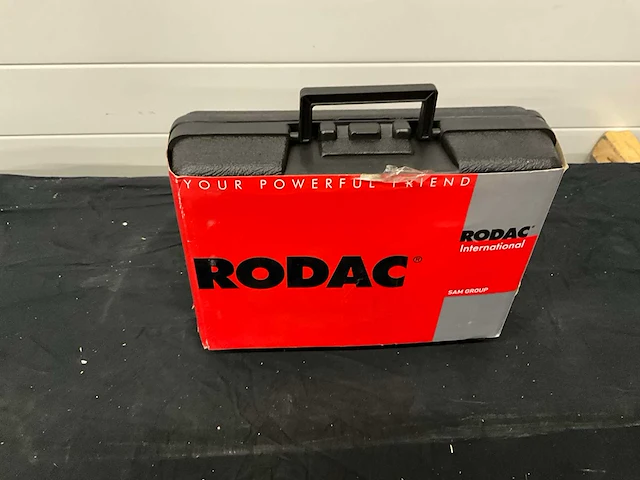 YOUR POWERFUL FRIEND
RODAC®
International
RODAC®
SAM GROUP